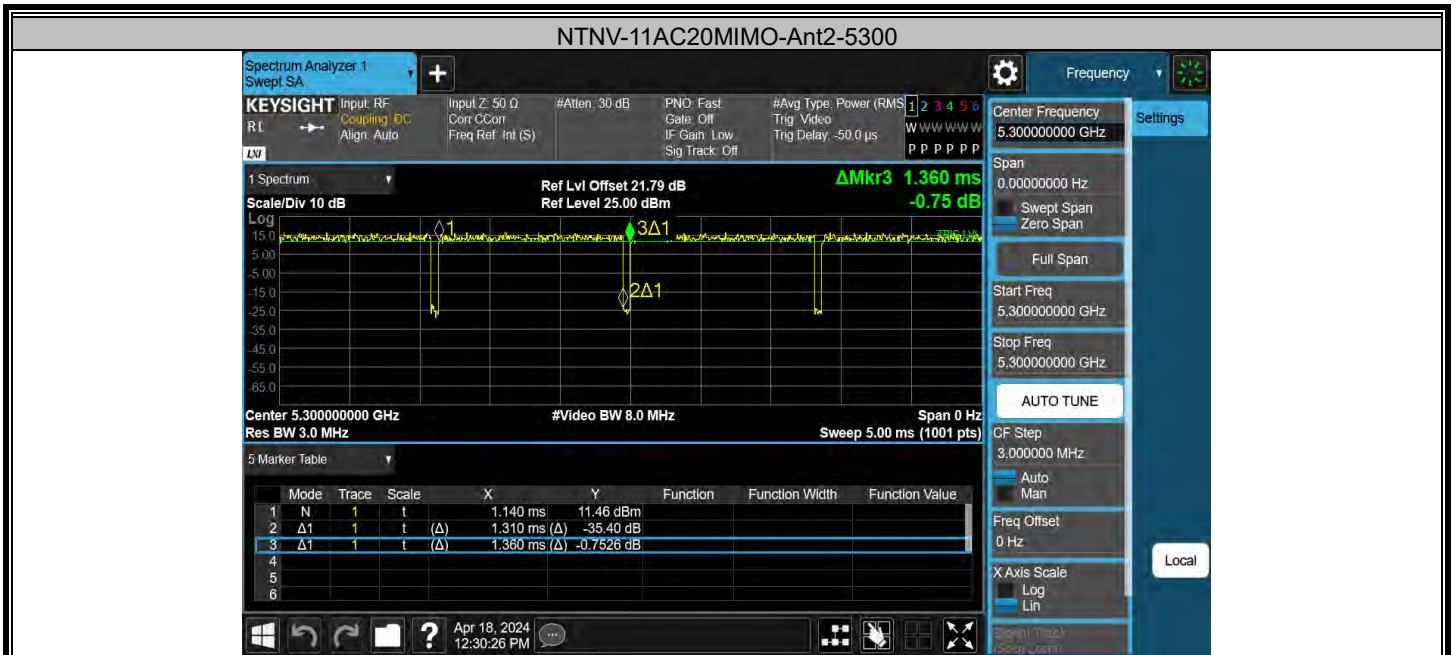 NTNV-11AC20MIMO-Ant2-5300
Spectrum Analyzer 1
Swept SA
Frequency
KEYSIGHT
RL
LXI
Input: RF
Coupling: DC
Align: Auto
Input Z: 50 Ω
Corr CCorr
Freq Ref: Int (S)
#Atten: 30 dB
PNO: Fast
Gate: Off
IF Gain: Low
Sig Track: Off
#Avg Type: Power (RMS
Trig: Video
Trig Delay: -50.0 µs
1 2 3 4 5 6
W W W W W W
P P P P P P
1 Spectrum
Scale/Div 10 dB
Ref Lvl Offset 21.79 dB
Ref Level 25.00 dBm
ΔMkr3 1.360 ms
-0.75 dB
Log
15.0
5.00
-5.00
-15.0
-25.0
-35.0
-45.0
-55.0
-65.0
1
3Δ1
2Δ1
Center 5.300000000 GHz
#Video BW 8.0 MHz
Span 0 Hz
Res BW 3.0 MHz
Sweep 5.00 ms (1001 pts)
5 Marker Table
Mode Trace Scale X Y Function Function Width Function Value
1 N 1 t 1.140 ms 11.46 dBm
2 Δ1 1 t (Δ) 1.310 ms (Δ) -35.40 dB
3 Δ1 1 t (Δ) 1.360 ms (Δ) -0.7526 dB
4
5
6
Apr 18, 2024
12:30:26 PM
Center Frequency
5.300000000 GHz
Settings
Span
0.00000000 Hz
Swept Span
Zero Span
Full Span
Start Freq
5.300000000 GHz
Stop Freq
5.300000000 GHz
AUTO TUNE
CF Step
3.000000 MHz
Auto
Man
Freq Offset
0 Hz
X Axis Scale
Log
Lin
Local